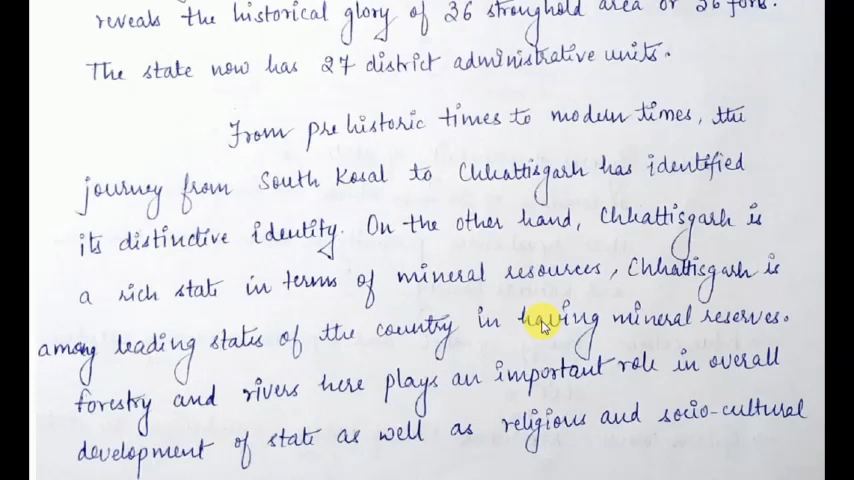 reveals the historical glory of 36 stronghold area or 36 forts.
The state now has 27 district administrative units.
From prehistoric times to modern times, the
journey from South Kosal to Chhattisgarh has identified
its distinctive identity. On the other hand, Chhattisgarh is
a rich state in terms of mineral resources, Chhattisgarh is
among leading states of the country in having mineral reserves.
forestry and rivers here plays an important role in overall
development of state as well as religious and socio-cultural